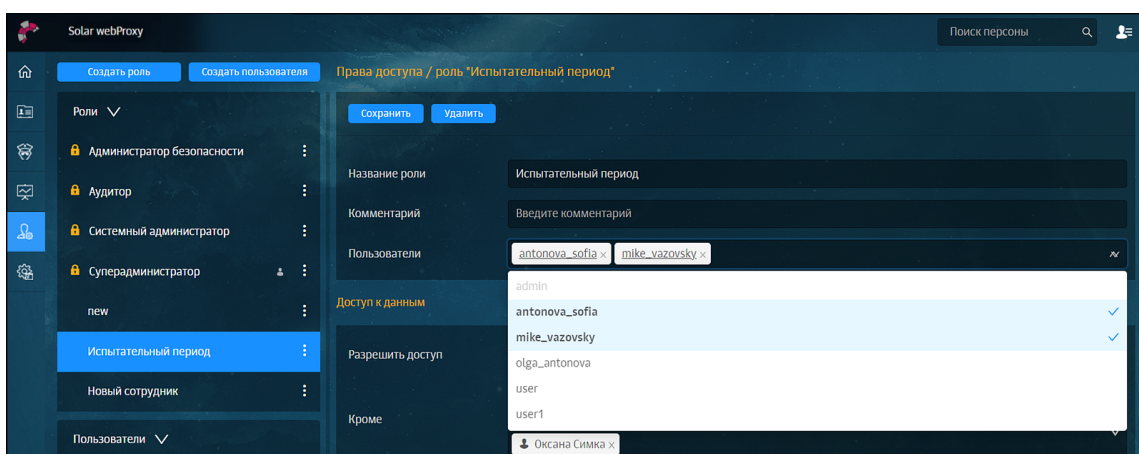 Solar webProxy
Поиск персоны
Создать роль
Создать пользователя
Права доступа / роль "Испытательный период"
Роли
Сохранить
Удалить
Администратор безопасности
Название роли
Испытательный период
Аудитор
Комментарий
Введите комментарий
Системный администратор
Пользователи
antonova_sofia ×
mike_vazovsky ×
Суперадминистратор
admin
new
Доступ к данным
antonova_sofia
mike_vazovsky
Испытательный период
Разрешить доступ
olga_antonova
user
Новый сотрудник
user1
Кроме
Пользователи
Оксана Симка ×